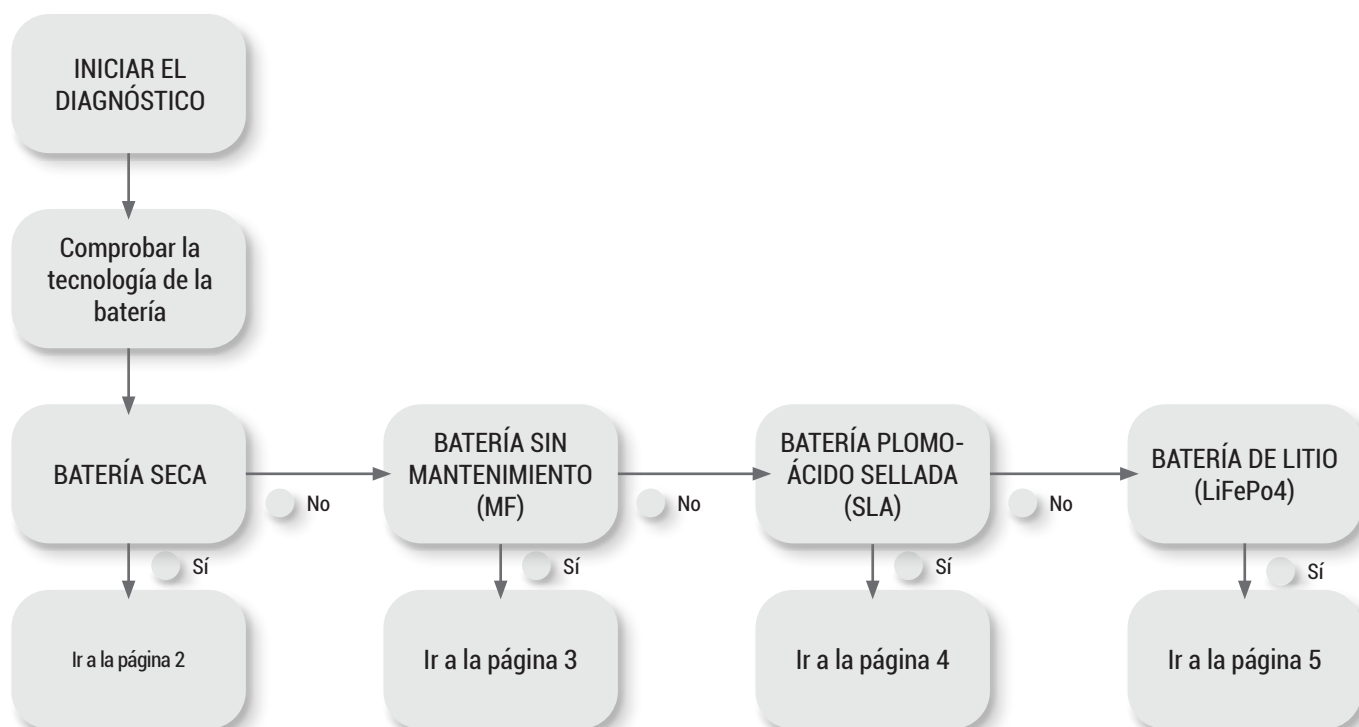 INICIAR EL
DIAGNÓSTICO
Comprobar la
tecnología de la
batería
BATERÍA SECA
No
BATERÍA SIN
MANTENIMIENTO
(MF)
No
BATERÍA PLOMO-
ÁCIDO SELLADA
(SLA)
No
BATERÍA DE LITIO
(LiFePo4)
Sí
Sí
Sí
Sí
Ir a la página 2
Ir a la página 3
Ir a la página 4
Ir a la página 5